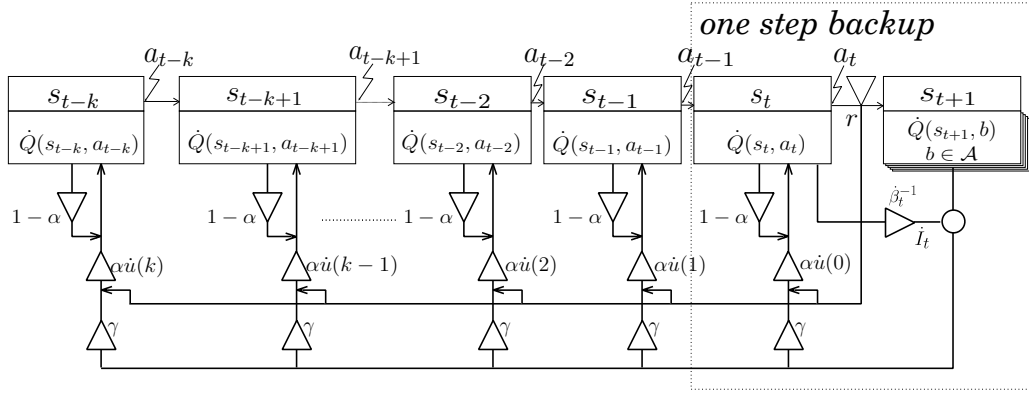 one step backup
a_{t−k} a_{t−k+1} a_{t−2} a_{t−1} a_t
s_{t−k} s_{t−k+1} s_{t−2} s_{t−1} s_t s_{t+1}
r
Q̇(s_{t−k}, a_{t−k}) Q̇(s_{t−k+1}, a_{t−k+1}) Q̇(s_{t−2}, a_{t−2}) Q̇(s_{t−1}, a_{t−1}) Q̇(s_t, a_t) Q̇(s_{t+1}, b)
b ∈ 𝒜
β̇_t^{−1}
1 − α 1 − α 1 − α 1 − α 1 − α
İ_t
αu̇(k) αu̇(k − 1) αu̇(2) αu̇(1) αu̇(0)
γ γ γ γ γ